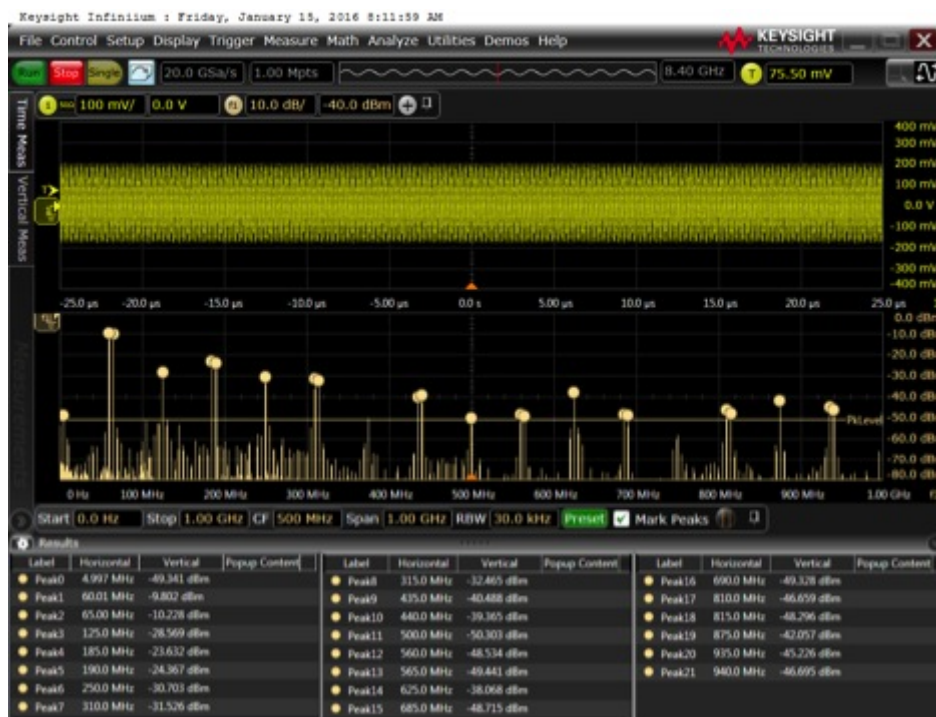 Keysight Infiniium : Friday, January 15, 2016 8:11:59 AM
File Control Setup Display Trigger Measure Math Analyze Utilities Demos Help
KEYSIGHT
TECHNOLOGIES
Run Stop Single 20.0 GSa/s 1.00 Mpts 8.40 GHz T 75.50 mV
1 100 mV/ 0.0 V f1 10.0 dB/ -40.0 dBm
Time Meas
Vertical Meas
Measurements
400 mV
300 mV
200 mV
100 mV
0.0 V
-100 mV
-200 mV
-300 mV
-400 mV
-25.0 µs -20.0 µs -15.0 µs -10.0 µs -5.00 µs 0.0 s 5.00 µs 10.0 µs 15.0 µs 20.0 µs 25.0 µs
0.0 dBm
-10.0 dB
-20.0 dB
-30.0 dB
-40.0 dB
-50.0 dB
PkLevel
-60.0 dB
-70.0 dB
-80.0 dB
0 Hz 100 MHz 200 MHz 300 MHz 400 MHz 500 MHz 600 MHz 700 MHz 800 MHz 900 MHz 1.00 GHz
Start 0.0 Hz Stop 1.00 GHz CF 500 MHz Span 1.00 GHz RBW 30.0 kHz Preset Mark Peaks
Results
Label Horizontal Vertical Popup Content Label Horizontal Vertical Popup Content Label Horizontal Vertical Popup Content
Peak0 4.997 MHz -49.341 dBm Peak8 315.0 MHz -32.465 dBm Peak16 690.0 MHz -49.328 dBm
Peak1 60.01 MHz -9.802 dBm Peak9 435.0 MHz -40.488 dBm Peak17 810.0 MHz -46.659 dBm
Peak2 65.00 MHz -10.228 dBm Peak10 440.0 MHz -39.365 dBm Peak18 815.0 MHz -48.296 dBm
Peak3 125.0 MHz -28.569 dBm Peak11 500.0 MHz -50.303 dBm Peak19 875.0 MHz -42.057 dBm
Peak4 185.0 MHz -23.632 dBm Peak12 560.0 MHz -48.534 dBm Peak20 935.0 MHz -45.226 dBm
Peak5 190.0 MHz -24.367 dBm Peak13 565.0 MHz -49.441 dBm Peak21 940.0 MHz -46.695 dBm
Peak6 250.0 MHz -30.703 dBm Peak14 625.0 MHz -38.068 dBm
Peak7 310.0 MHz -31.526 dBm Peak15 685.0 MHz -48.715 dBm